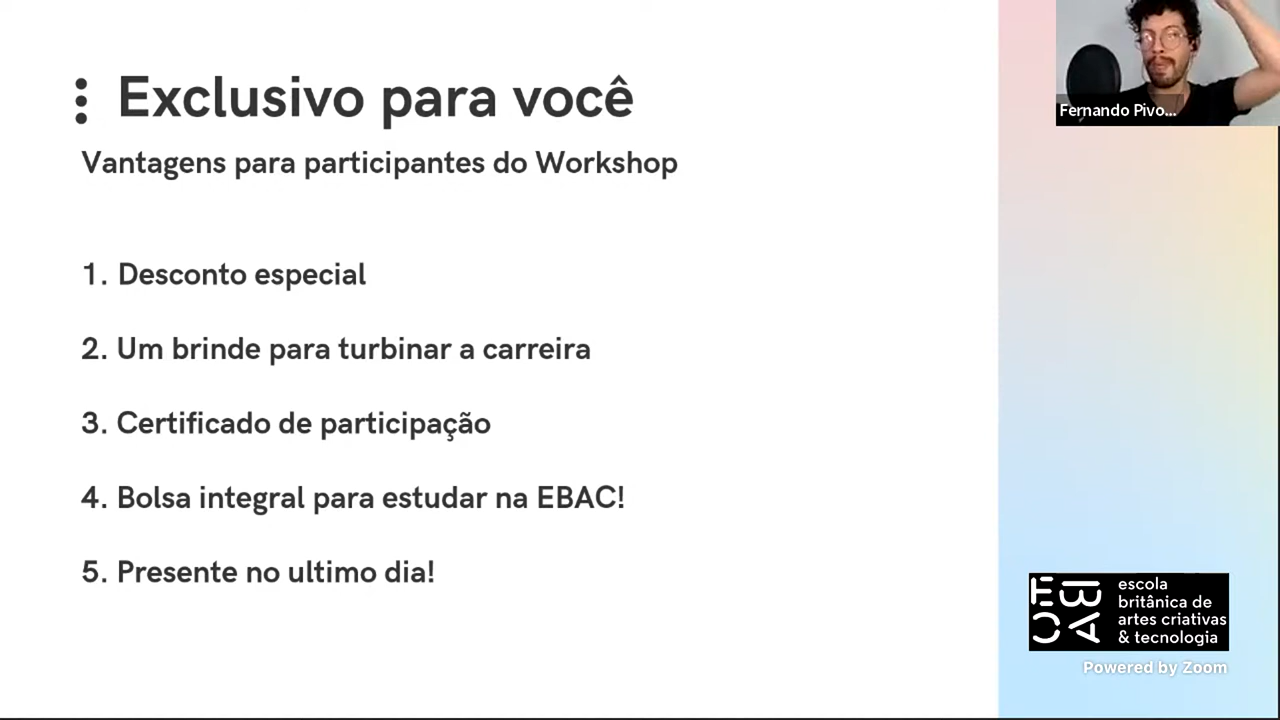 Exclusivo para você
Vantagens para participantes do Workshop
1. Desconto especial
2. Um brinde para turbinar a carreira
3. Certificado de participação
4. Bolsa integral para estudar na EBAC!
5. Presente no ultimo dia!
Fernando Pivo...
EBAC
escola
britânica de
artes criativas
& tecnologia
Powered by Zoom